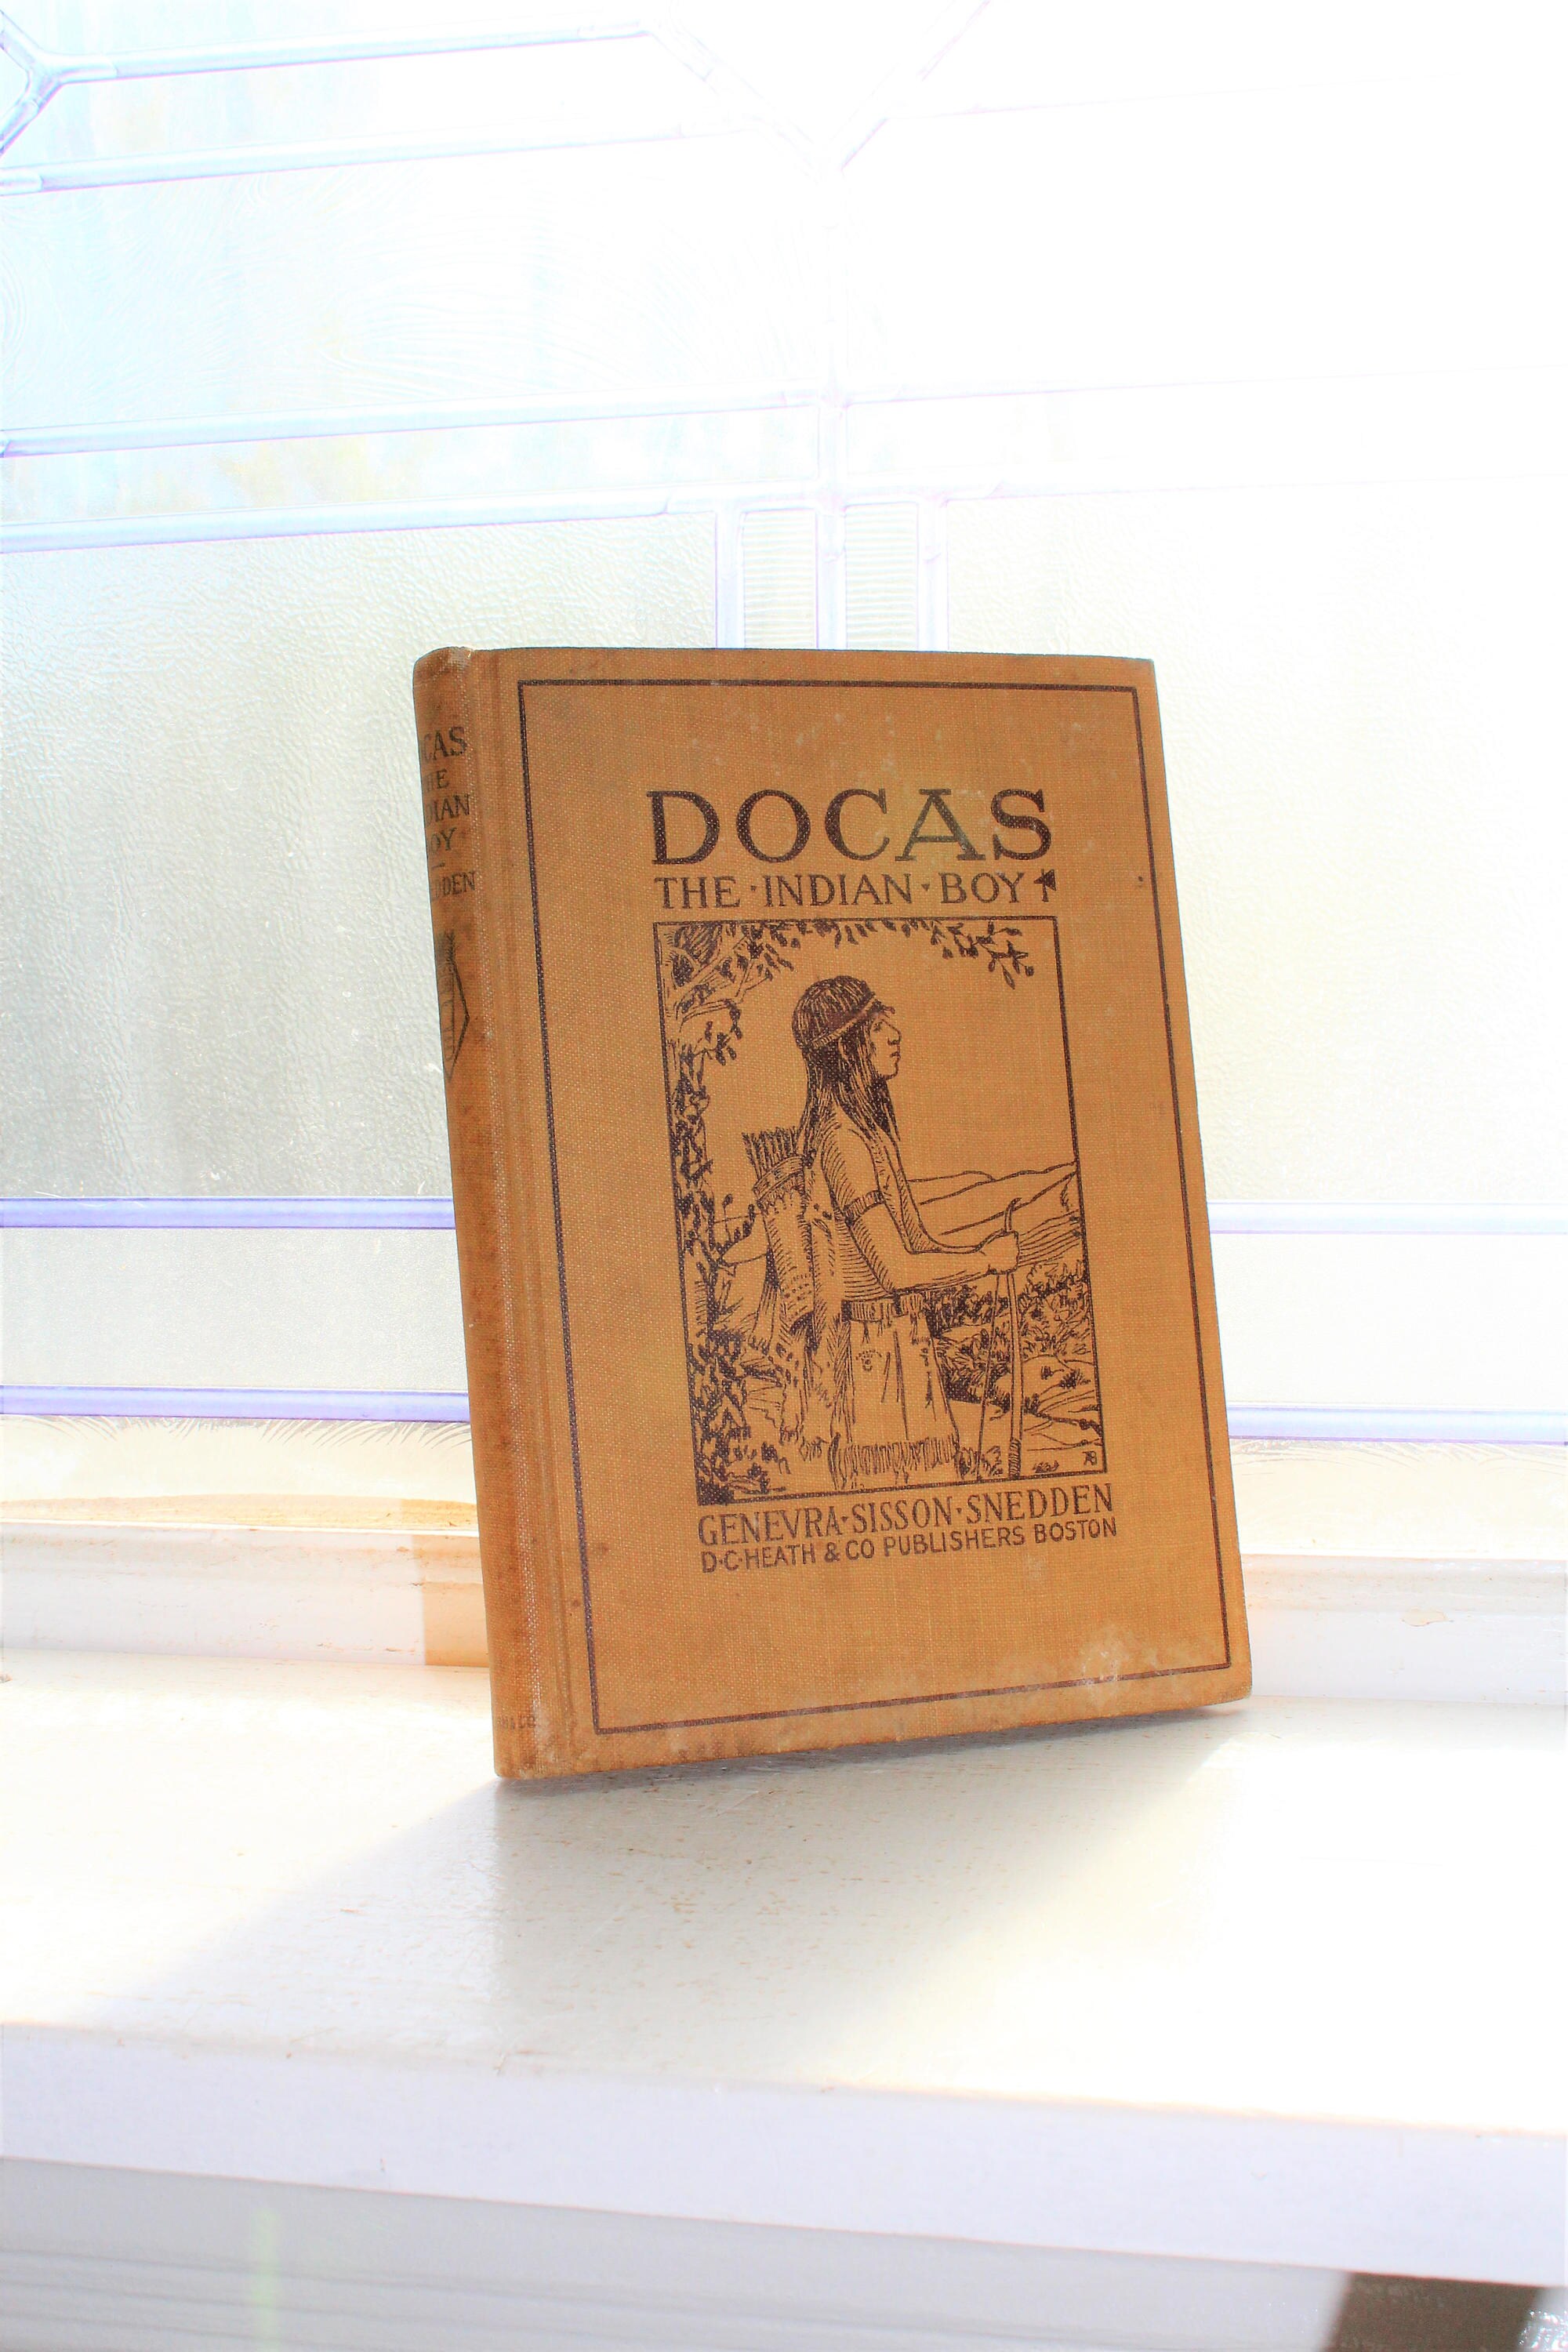 DOCAS
THE·INDIAN·BOY
GENEVRA·SISSON·SNEDDEN
D·C·HEATH & CO PUBLISHERS BOSTON